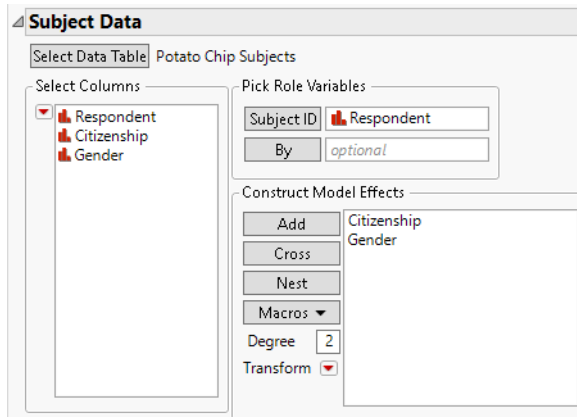 Subject Data
Select Data Table Potato Chip Subjects
Select Columns
Respondent
Citizenship
Gender
Pick Role Variables
Subject ID Respondent
By optional
Construct Model Effects
Add
Cross
Nest
Macros
Degree 2
Transform
Citizenship
Gender